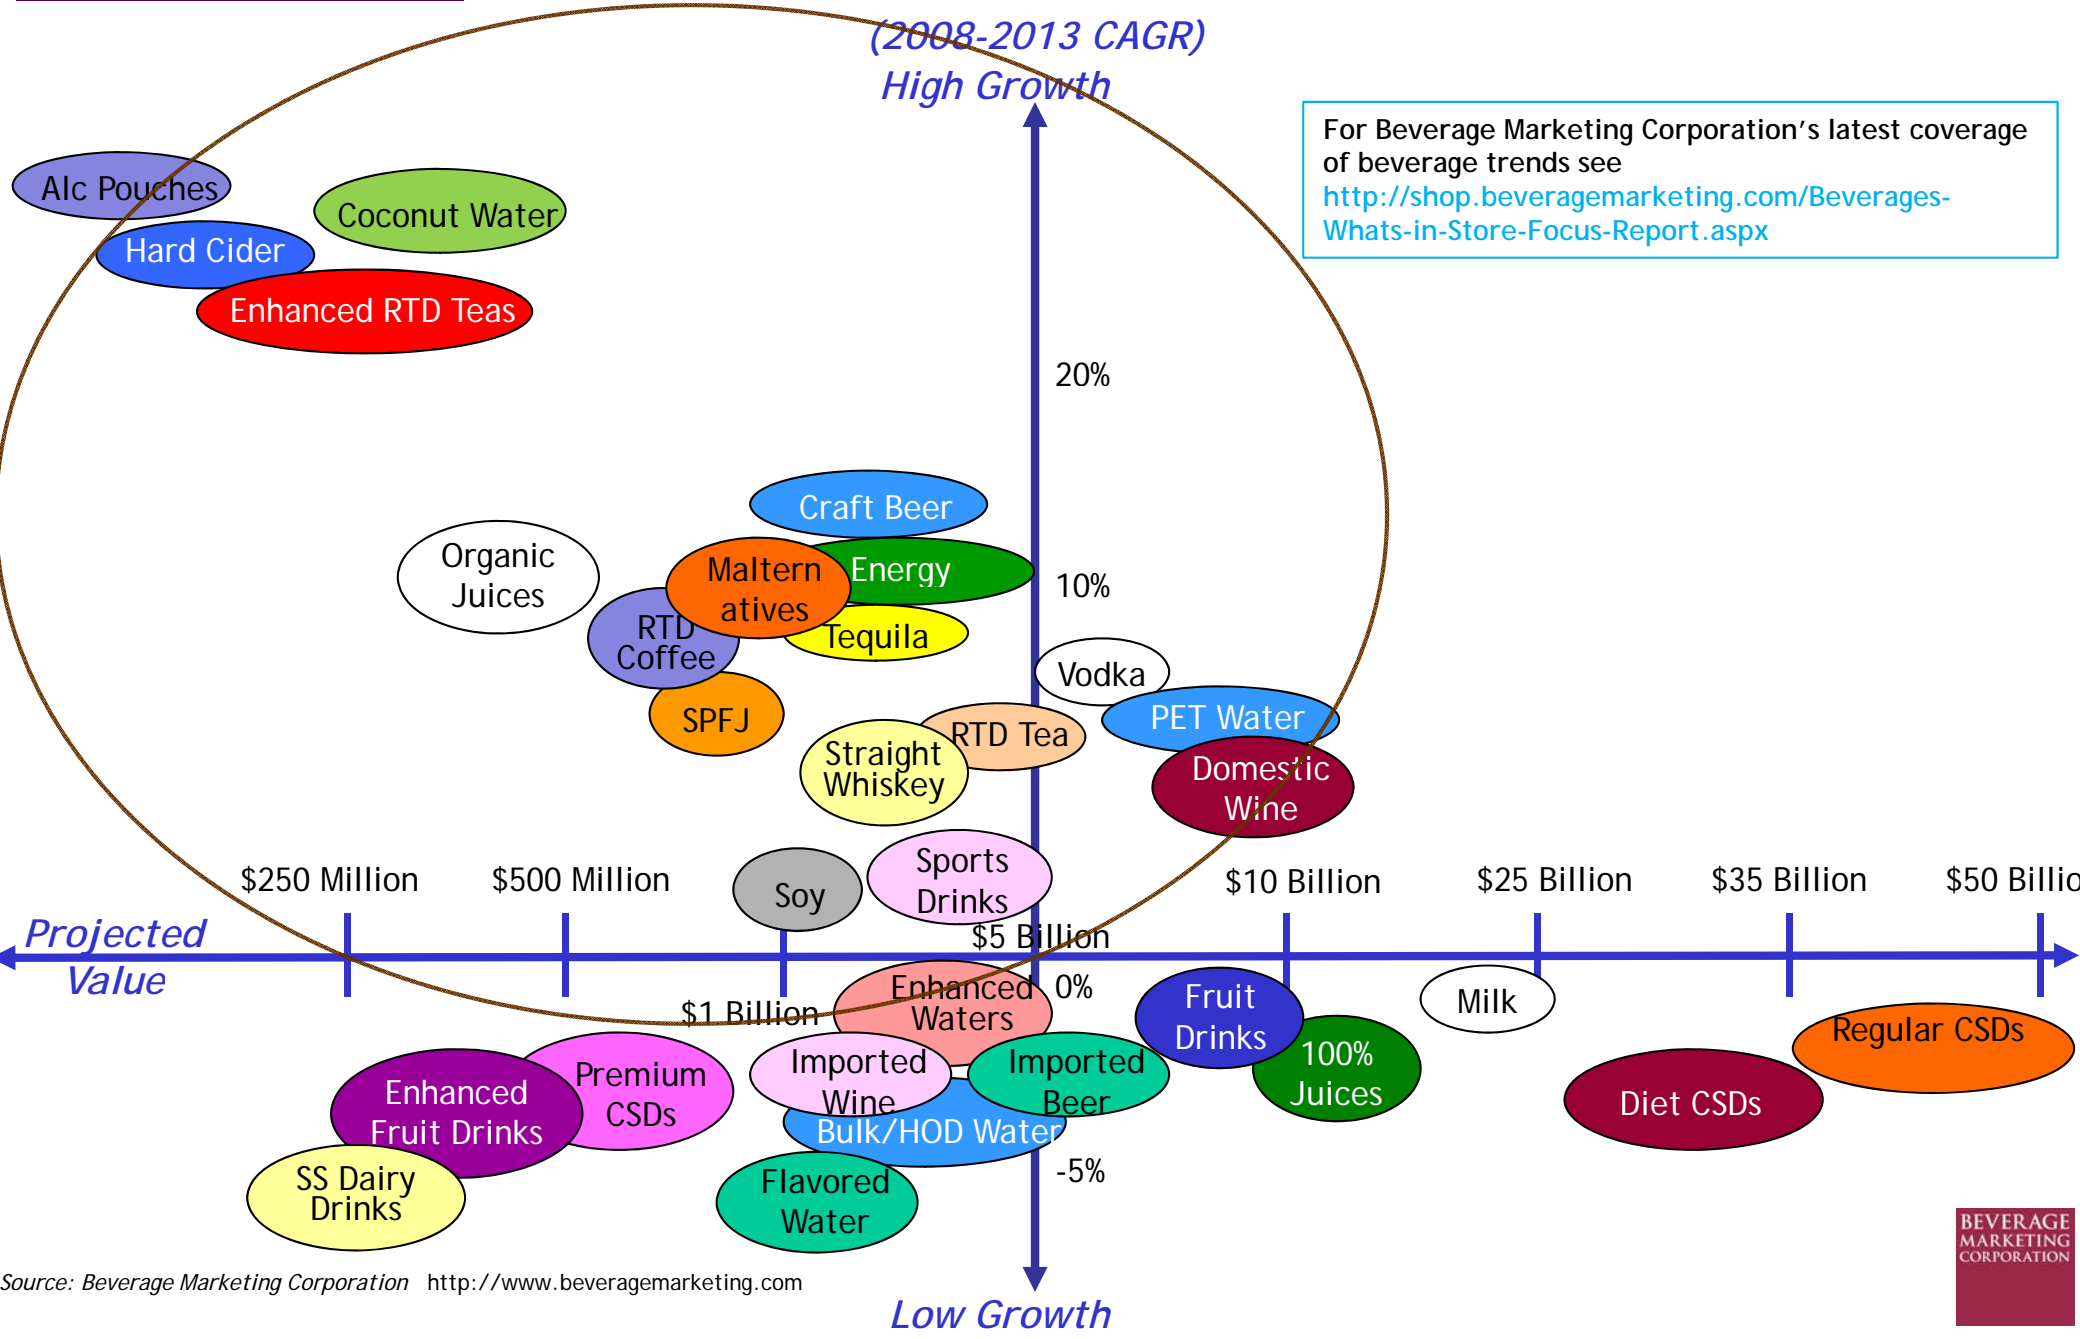 (2008-2013 CAGR)
High Growth
For Beverage Marketing Corporation's latest coverage
of beverage trends see
http://shop.beveragemarketing.com/Beverages-
Whats-in-Store-Focus-Report.aspx
Alc Pouches
Coconut Water
Hard Cider
Enhanced RTD Teas
20%
Craft Beer
Organic
Juices
Maltern
atives
Energy
10%
RTD
Coffee
Tequila
Vodka
SPFJ
PET Water
RTD Tea
Straight
Whiskey
Domestic
Wine
Sports
Drinks
Soy
$250 Million
$500 Million
$10 Billion
$25 Billion
$35 Billion
$50 Billio
Projected
Value
$5 Billion
$1 Billion
0%
Enhanced
Waters
Fruit
Drinks
Milk
Regular CSDs
100%
Juices
Imported
Wine
Imported
Beer
Premium
CSDs
Enhanced
Fruit Drinks
Diet CSDs
Bulk/HOD Water
-5%
SS Dairy
Drinks
Flavored
Water
BEVERAGE
MARKETING
CORPORATION
Source: Beverage Marketing Corporation http://www.beveragemarketing.com
Low Growth